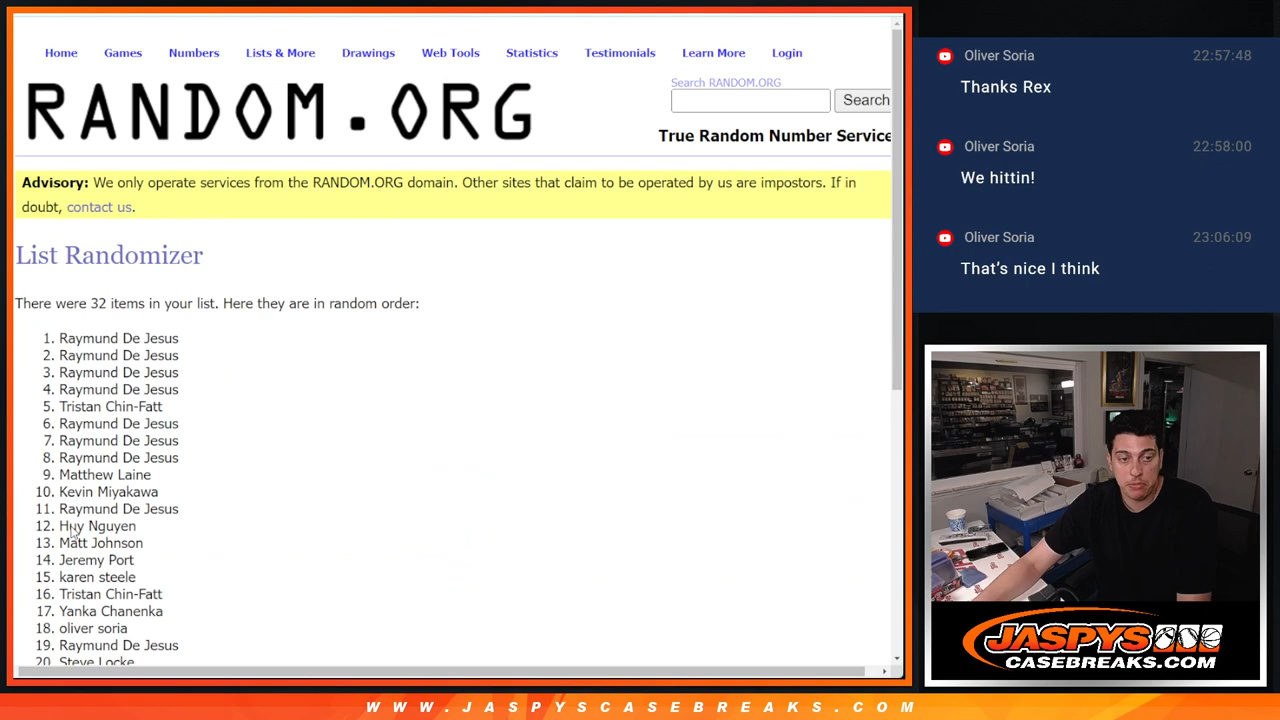 Home Games Numbers Lists & More Drawings Web Tools Statistics Testimonials Learn More Login
RANDOM.ORG
Search RANDOM.ORG
Search
True Random Number Service
Advisory: We only operate services from the RANDOM.ORG domain. Other sites that claim to be operated by us are impostors. If in
doubt, contact us.
List Randomizer
There were 32 items in your list. Here they are in random order:
1. Raymund De Jesus
2. Raymund De Jesus
3. Raymund De Jesus
4. Raymund De Jesus
5. Tristan Chin-Fatt
6. Raymund De Jesus
7. Raymund De Jesus
8. Raymund De Jesus
9. Matthew Laine
10. Kevin Miyakawa
11. Raymund De Jesus
12. Huy Nguyen
13. Matt Johnson
14. Jeremy Port
15. karen steele
16. Tristan Chin-Fatt
17. Yanka Chanenka
18. oliver soria
19. Raymund De Jesus
20. Steve Locke
Oliver Soria 22:57:48
Thanks Rex
Oliver Soria 22:58:00
We hittin!
Oliver Soria 23:06:09
That’s nice I think
JASPYS
CASEBREAKS.COM
WWW.JASPYSCASEBREAKS.COM